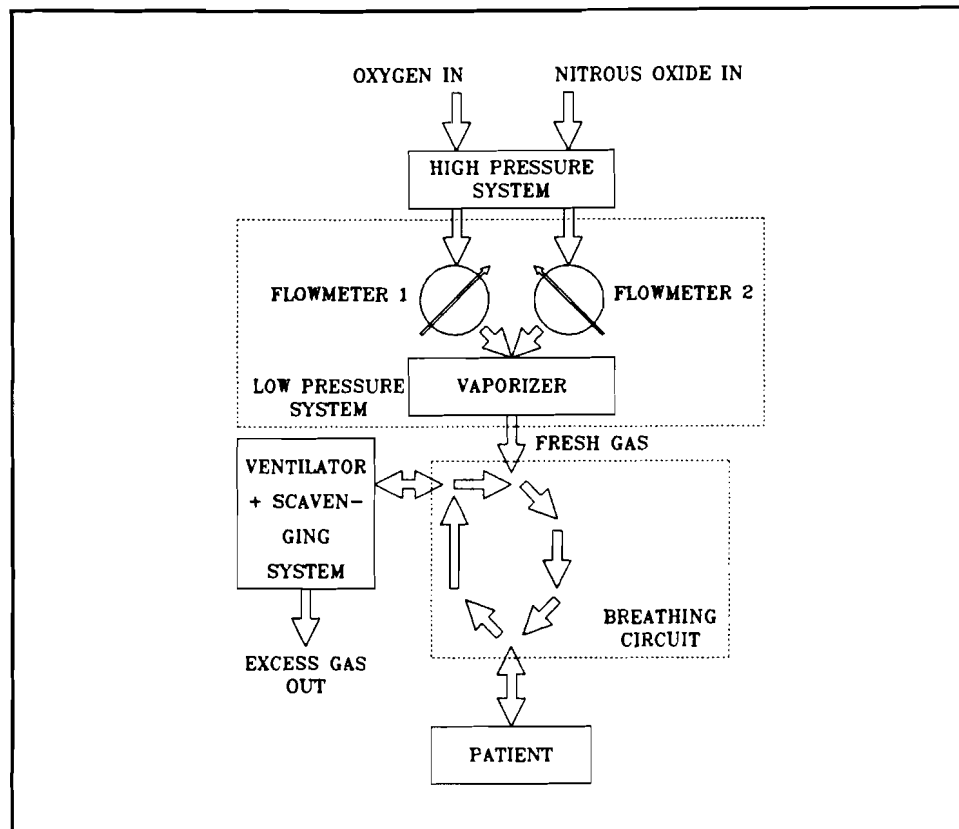 OXYGEN IN
NITROUS OXIDE IN
HIGH PRESSURE
SYSTEM
FLOWMETER 1
FLOWMETER 2
VAPORIZER
LOW PRESSURE
SYSTEM
FRESH GAS
VENTILATOR
+ SCAVEN-
GING
SYSTEM
BREATHING
CIRCUIT
EXCESS GAS
OUT
PATIENT